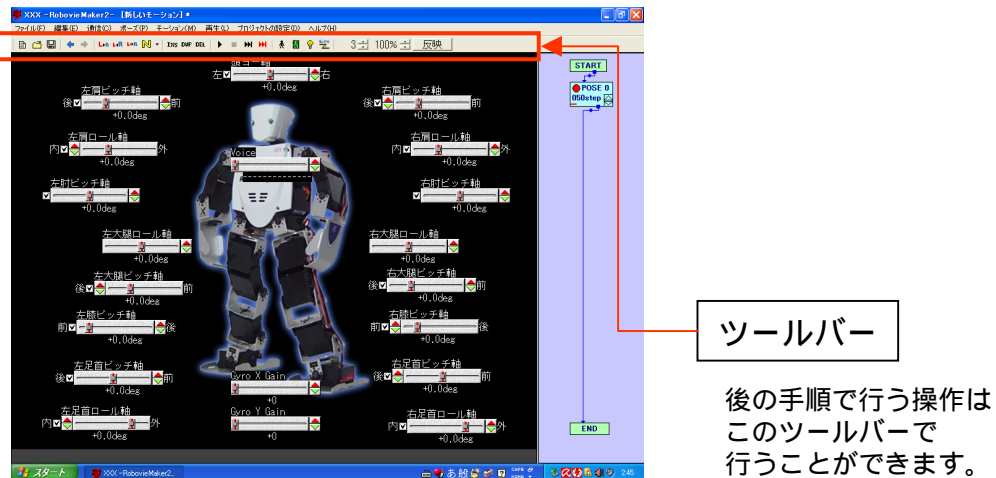 XXX - RobovieMaker2- [新しいモーション] *
ファイル(F) 編集(E) 通信(C) ポーズ(P) モーション(M) 再生(L) プロジェクトの設定(O) ヘルプ(H)
INS DUP DEL 3 100% 反映
左 右
+0.0deg
左肩ピッチ軸
後 前
+0.0deg
右肩ピッチ軸
後 前
+0.0deg
左肩ロール軸
内 外
+0.0deg
右肩ロール軸
内 外
+0.0deg
Voice
左肘ピッチ軸
+0.0deg
右肘ピッチ軸
+0.0deg
左大腿ロール軸
+0.0deg
右大腿ロール軸
+0.0deg
左大腿ピッチ軸
後 前
+0.0deg
右大腿ピッチ軸
後 前
+0.0deg
左膝ピッチ軸
前 後
+0.0deg
右膝ピッチ軸
前 後
+0.0deg
左足首ピッチ軸
後 前
+0.0deg
右足首ピッチ軸
後 前
+0.0deg
Gyro X Gain
+0
Gyro Y Gain
+0
左足首ロール軸
内 外
+0.0deg
右足首ロール軸
内 外
+0.0deg
START
POSE 0
050step
END
スタート XXX - RobovieMaker2... あ 般 CAPS KANA 2:45
ツールバー
後の手順で行う操作は
このツールバーで
行うことができます。